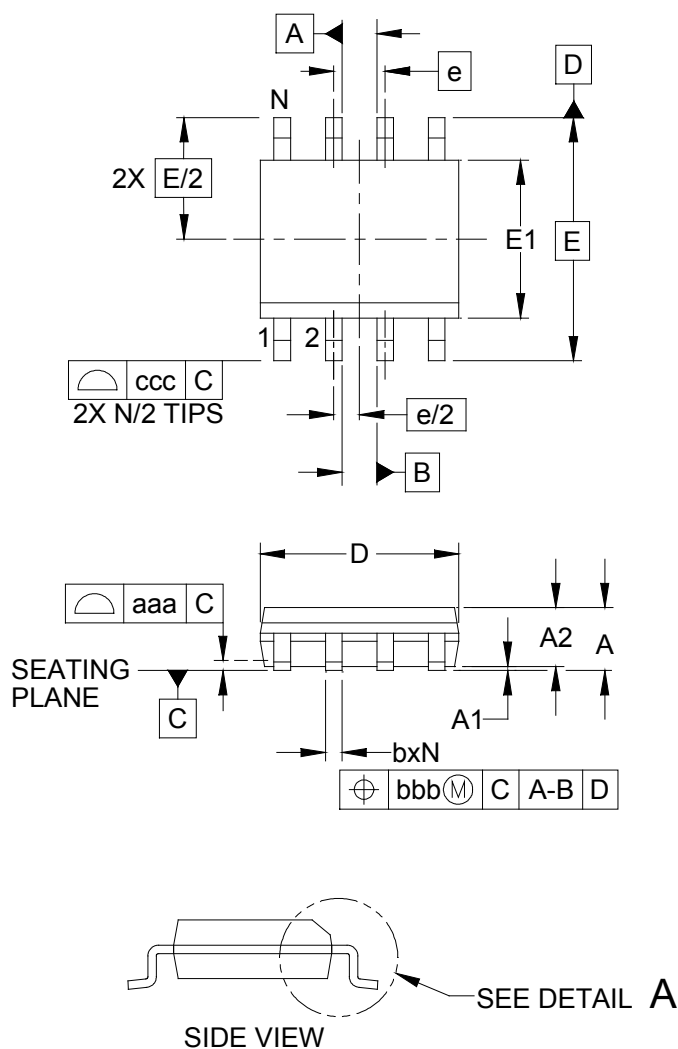 A
e
D
N
2X E/2
E1
E
1
2
ccc C
2X N/2 TIPS
e/2
B
D
aaa C
A2
A
SEATING
PLANE
A1
C
bxN
bbb Ⓜ C A-B D
SEE DETAIL A
SIDE VIEW